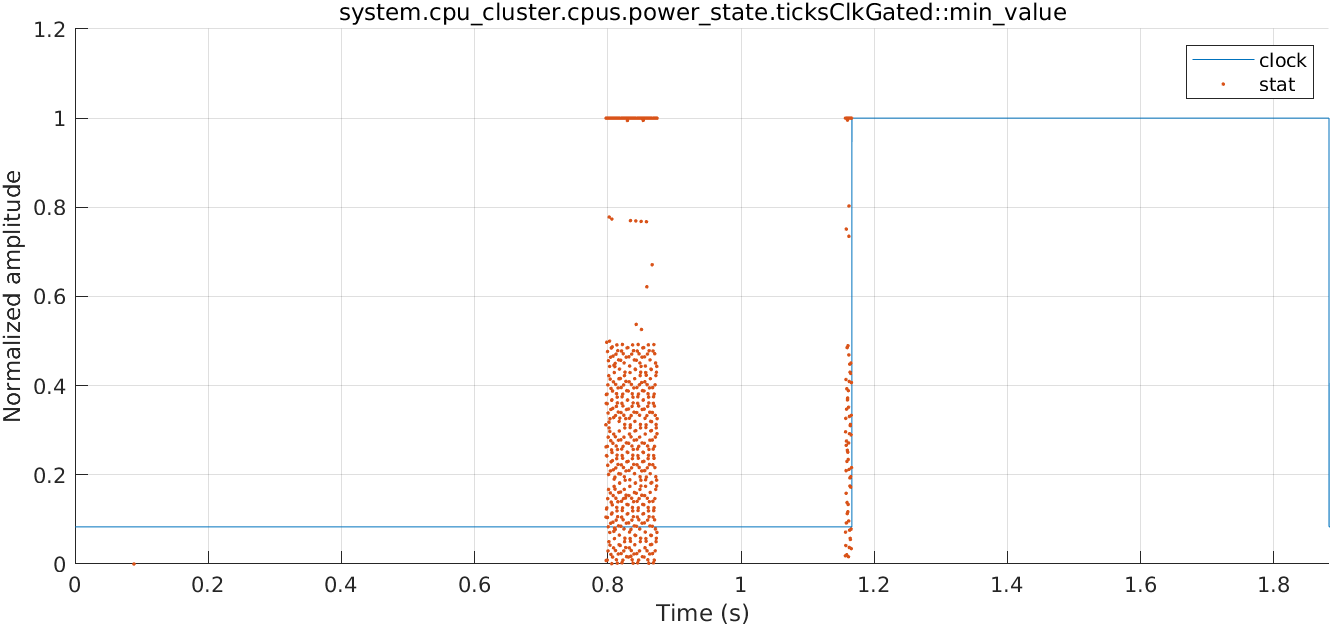 system.cpu_cluster.cpus.power_state.ticksClkGated::min_value
1.2
1
0.8
0.6
0.4
0.2
0
Normalized amplitude
clock
stat
0 0.2 0.4 0.6 0.8 1 1.2 1.4 1.6 1.8
Time (s)